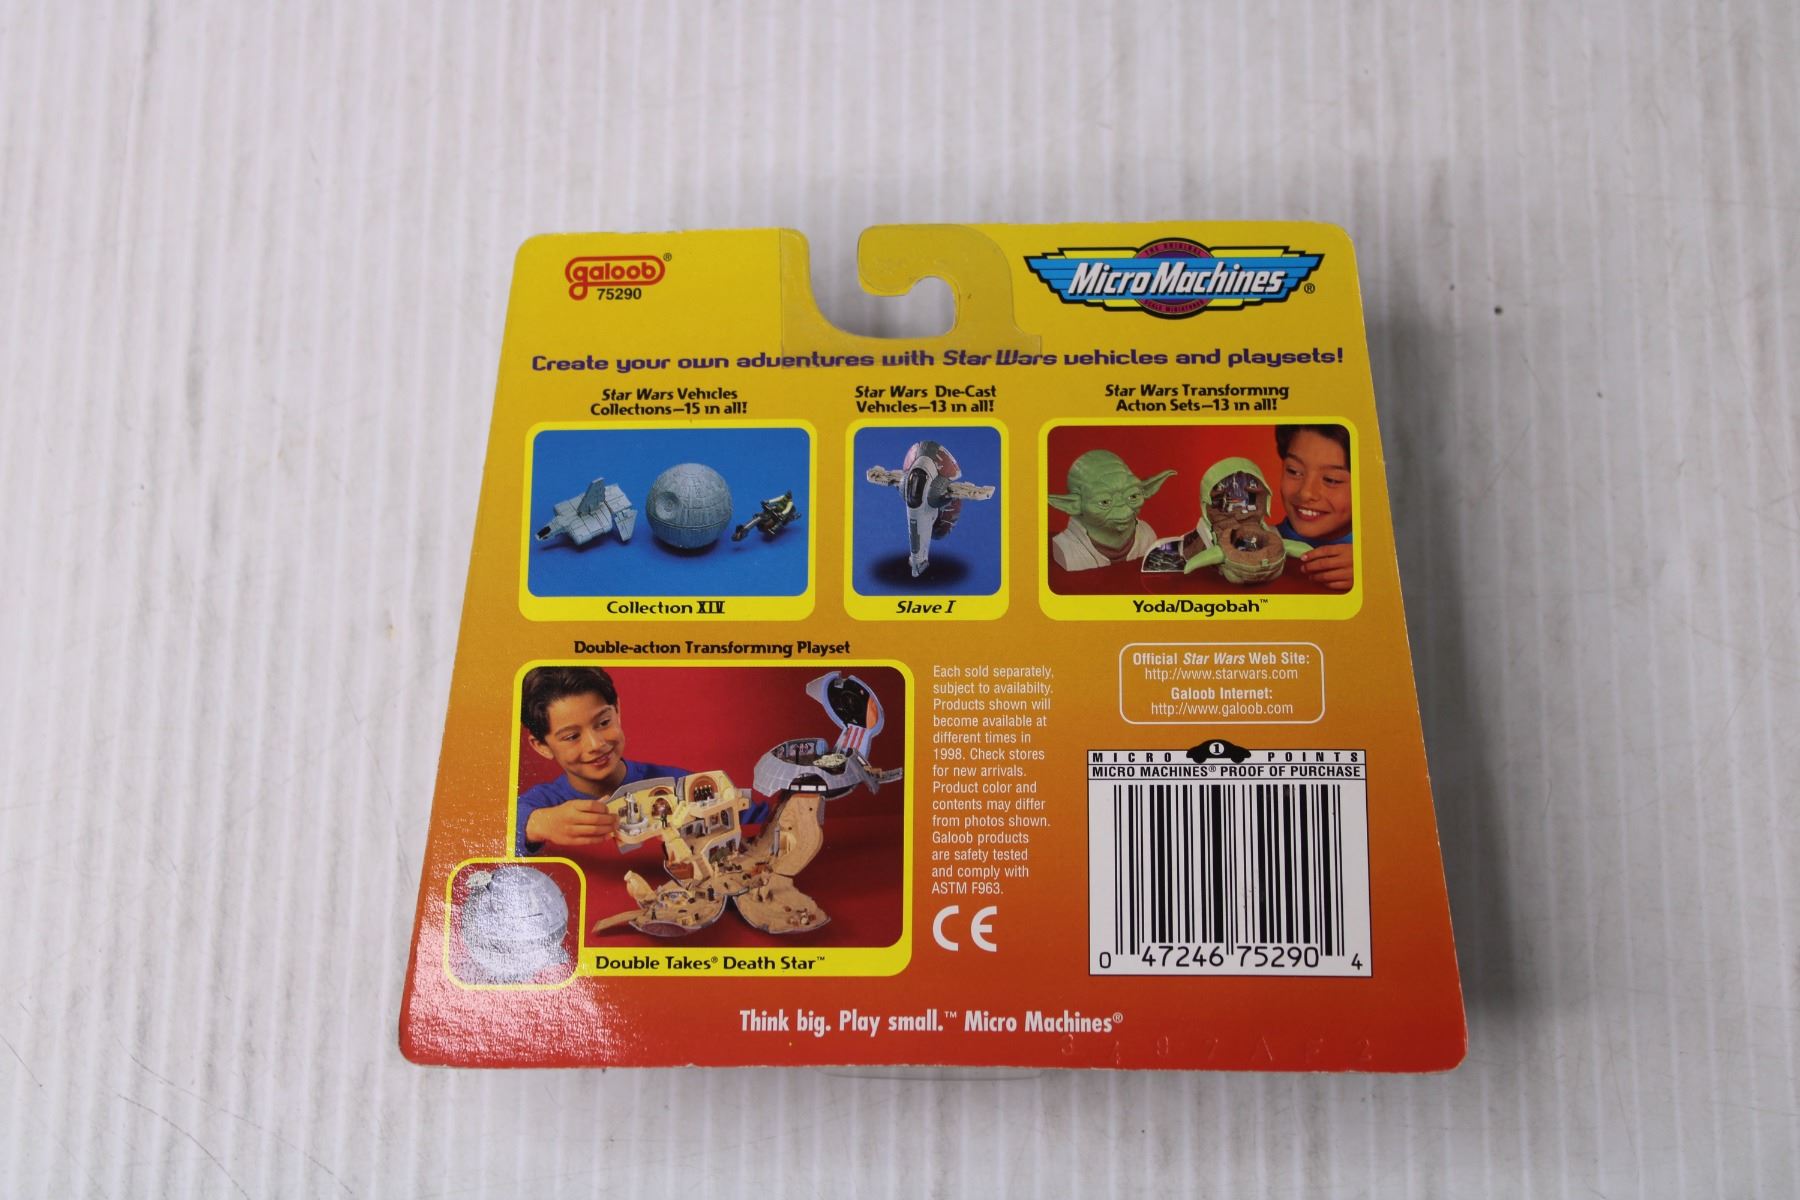 galoob®
75290
THE ORIGINAL
MicroMachines®
SCALE MINIATURES
Create your own adventures with Star Wars vehicles and playsets!
Star Wars Vehicles
Collections–15 in all!
Collection XIV
Star Wars Die-Cast
Vehicles–13 in all!
Slave I
Star Wars Transforming
Action Sets–13 in all!
Yoda/Dagobah™
Double-action Transforming Playset
Double Takes® Death Star™
Each sold separately,
subject to availabilty.
Products shown will
become available at
different times in
1998. Check stores
for new arrivals.
Product color and
contents may differ
from photos shown.
Galoob products
are safety tested
and comply with
ASTM F963.
CE
Official Star Wars Web Site:
http://www.starwars.com
Galoob Internet:
http://www.galoob.com
MICRO 1 POINTS
MICRO MACHINES® PROOF OF PURCHASE
0 47246 75290 4
Think big. Play small.™ Micro Machines®